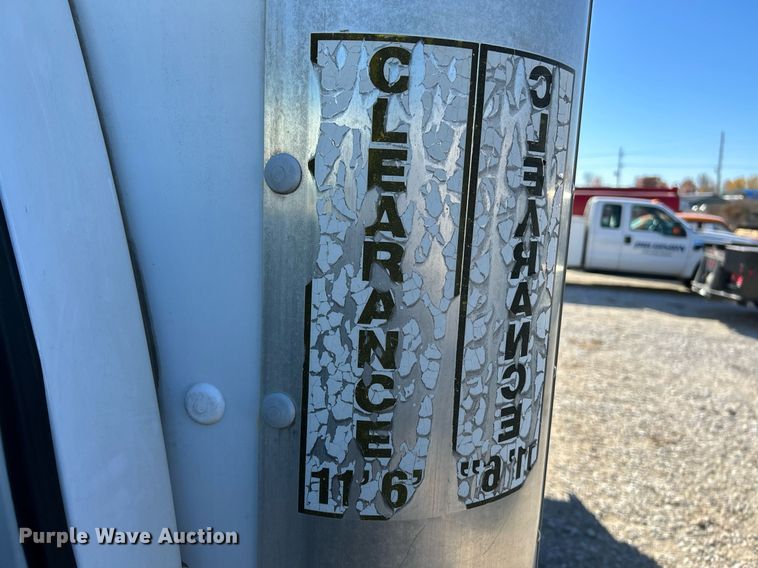 CLEARANCE
11' 6'
CLEARANCE
11' 6"
Purple Wave Auction